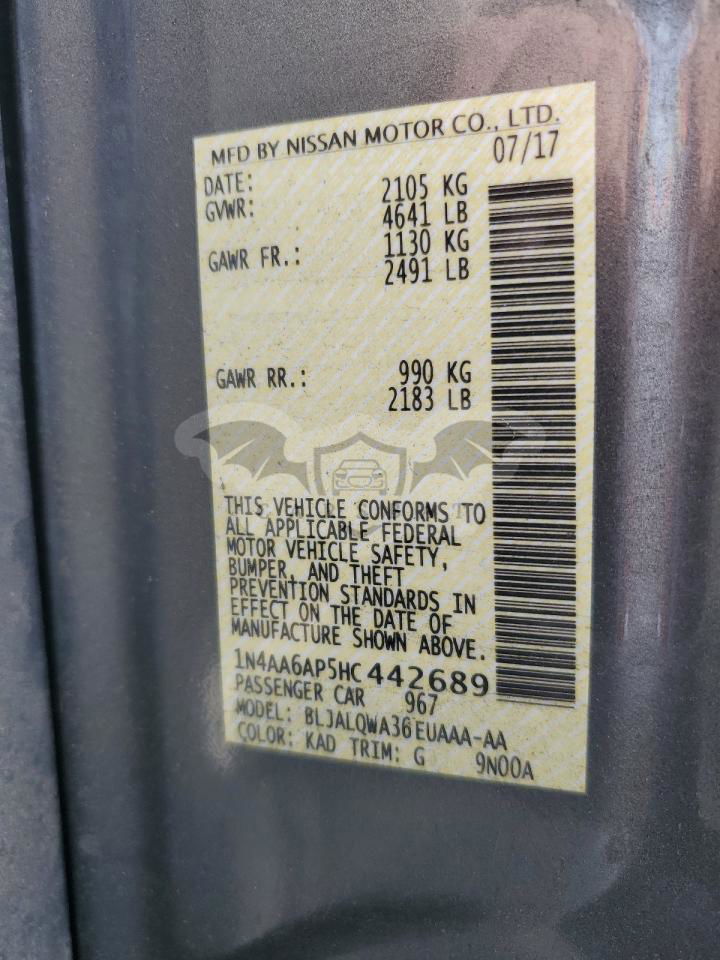 MFD BY NISSAN MOTOR CO., LTD.
DATE: 07/17
GVWR: 2105 KG
4641 LB
GAWR FR.: 1130 KG
2491 LB
GAWR RR.: 990 KG
2183 LB
THIS VEHICLE CONFORMS TO
ALL APPLICABLE FEDERAL
MOTOR VEHICLE SAFETY,
BUMPER, AND THEFT
PREVENTION STANDARDS IN
EFFECT ON THE DATE OF
MANUFACTURE SHOWN ABOVE.
1N4AA6AP5HC442689
PASSENGER CAR 967
MODEL: BLJALQWA36EUAAA-AA
COLOR: KAD TRIM: G 9N00A